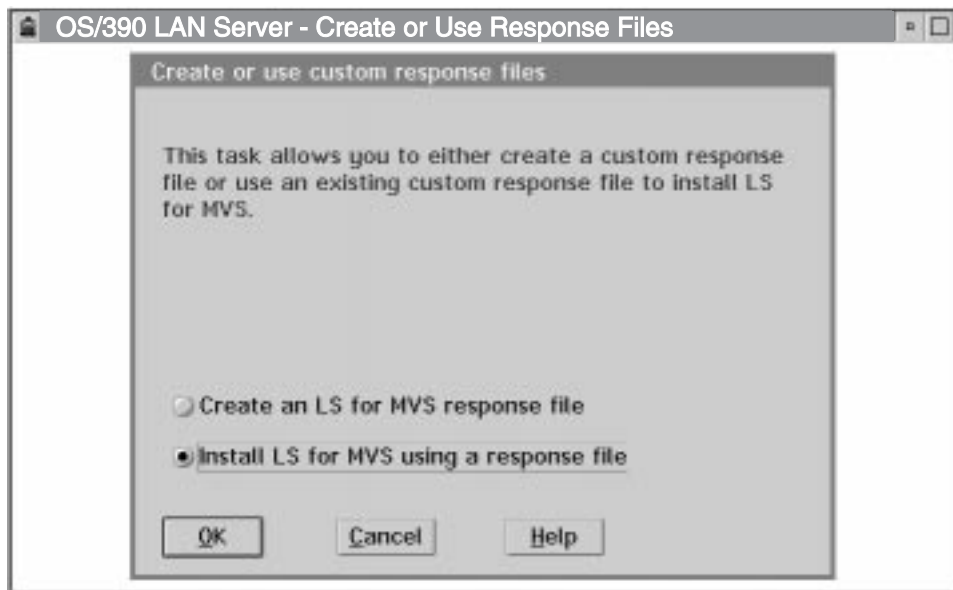 OS/390 LAN Server - Create or Use Response Files
Create or use custom response files
This task allows you to either create a custom response
file or use an existing custom response file to install LS
for MVS.
Create an LS for MVS response file
Install LS for MVS using a response file
OK Cancel Help